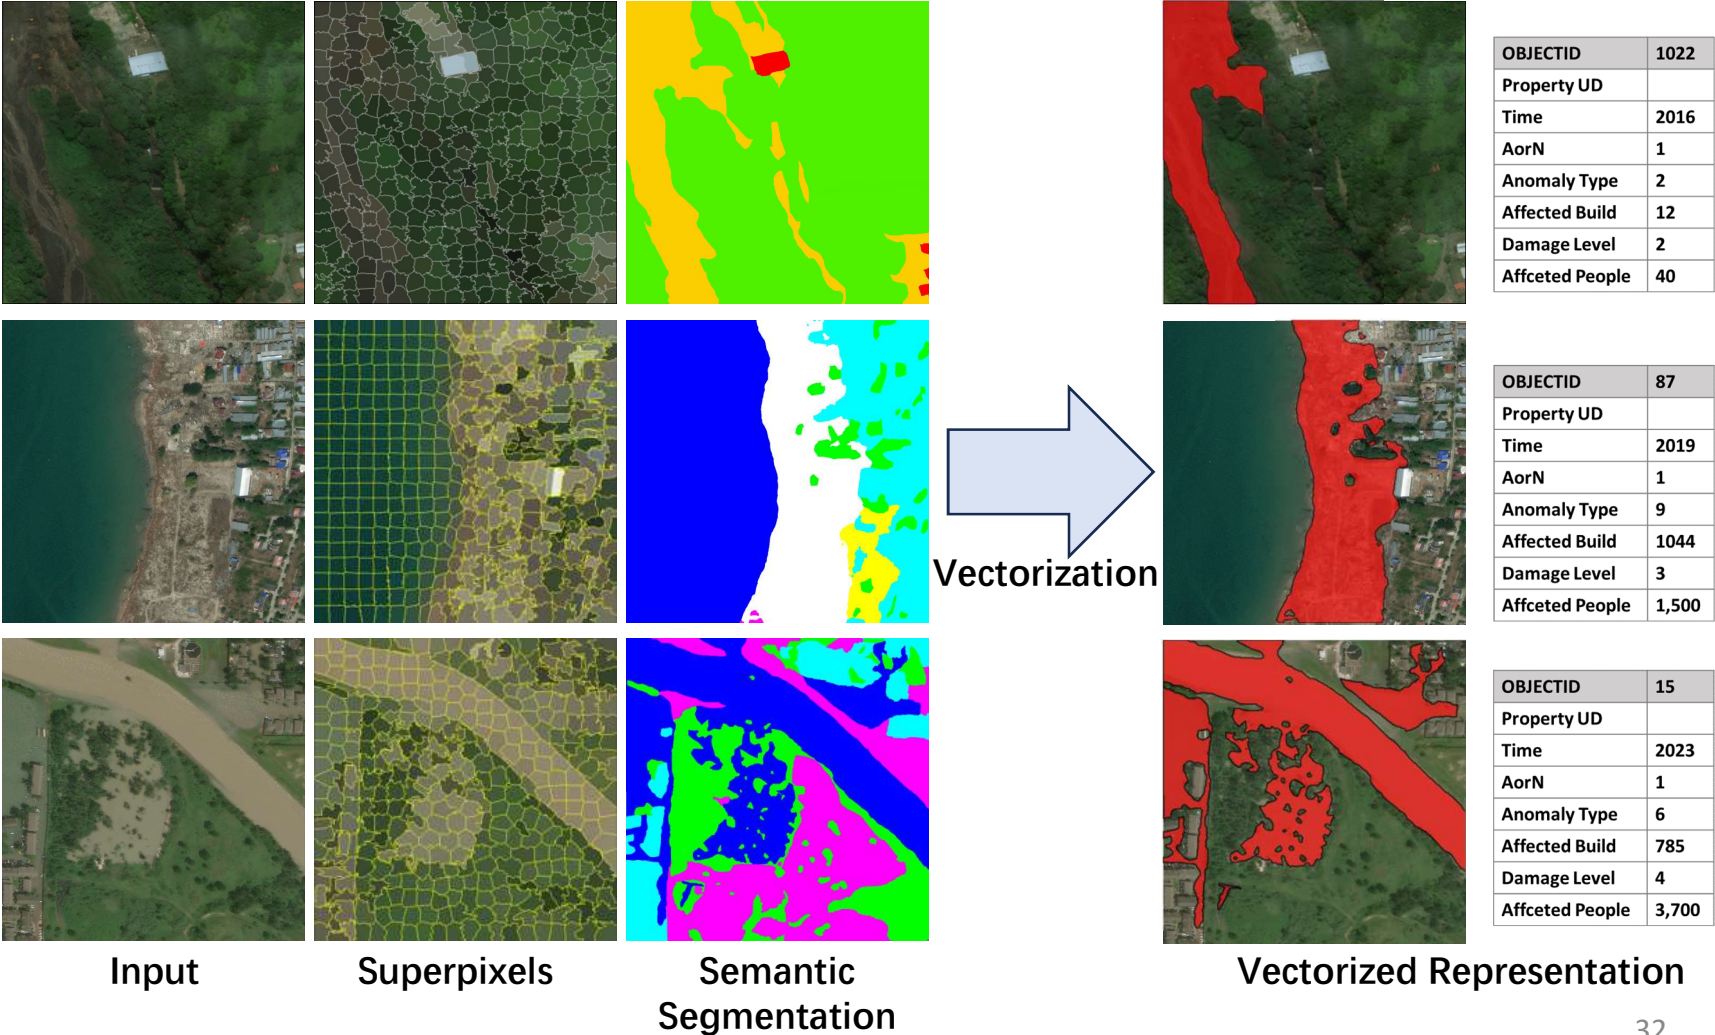 OBJECTID 1022
Property UD
Time 2016
AorN 1
Anomaly Type 2
Affected Build 12
Damage Level 2
Affceted People 40
OBJECTID 87
Property UD
Time 2019
AorN 1
Anomaly Type 9
Affected Build 1044
Damage Level 3
Affceted People 1,500
Vectorization
OBJECTID 15
Property UD
Time 2023
AorN 1
Anomaly Type 6
Affected Build 785
Damage Level 4
Affceted People 3,700
Input
Superpixels
Semantic
Segmentation
Vectorized Representation
32